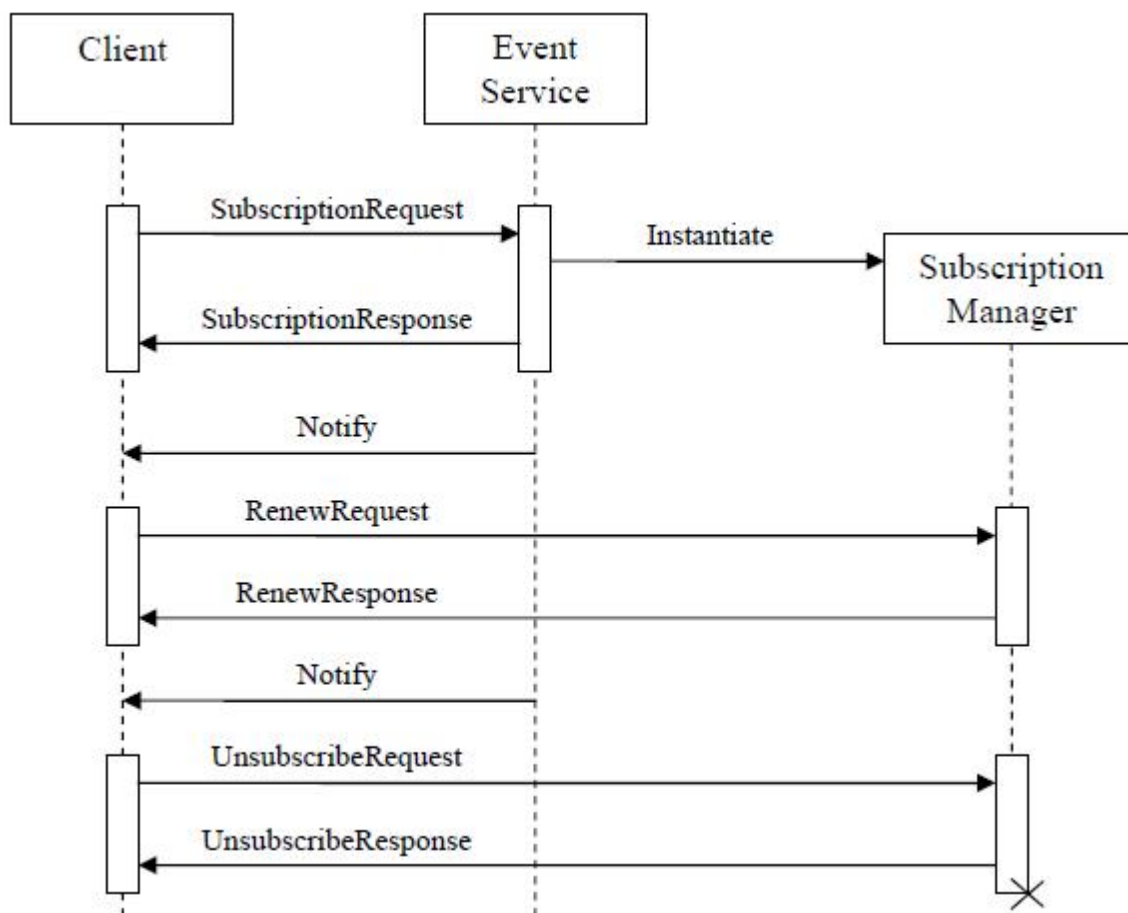 Client
Event
Service
SubscriptionRequest
Instantiate
Subscription
Manager
SubscriptionResponse
Notify
RenewRequest
RenewResponse
Notify
UnsubscribeRequest
UnsubscribeResponse